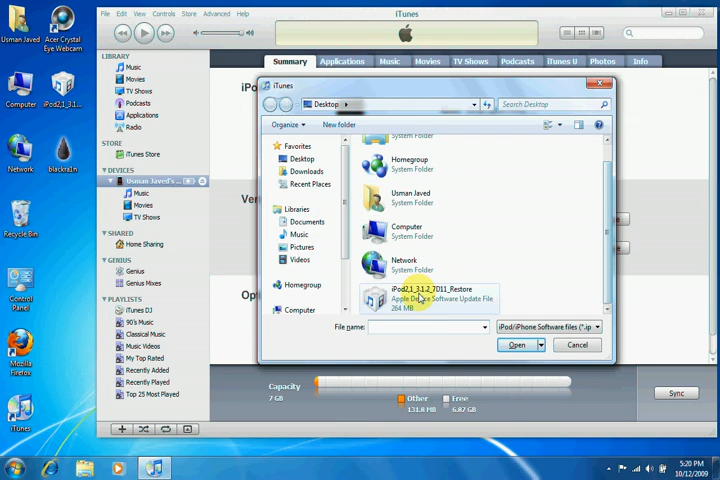 Usman Javed
Acer Crystal
Eye Webcam
Computer
iPod2,1_3.1...
Network
blackra1n
Recycle Bin
Control
Panel
Mozilla
Firefox
iTunes
File Edit View Controls Store Advanced Help
iTunes
LIBRARY
Music
Movies
TV Shows
Podcasts
Applications
Radio
STORE
iTunes Store
DEVICES
Usman Javed's ...
Music
Movies
TV Shows
SHARED
Home Sharing
GENIUS
Genius
Genius Mixes
PLAYLISTS
iTunes DJ
90's Music
Classical Music
Music Videos
My Top Rated
Recently Added
Recently Played
Top 25 Most Played
Summary Applications Music Movies TV Shows Podcasts iTunes U Photos Info
iTunes
Desktop
Search Desktop
Organize
New folder
Favorites
Desktop
Downloads
Recent Places
Libraries
Documents
Music
Pictures
Videos
Homegroup
Computer
System Folder
Homegroup
System Folder
Usman Javed
System Folder
Computer
System Folder
Network
System Folder
iPod2,1_3.1.2_7D11_Restore
Apple Device Software Update File
264 MB
File name:
iPod/iPhone Software files (*.ip
Open
Cancel
Capacity
7 GB
Other
131.8 MB
Free
6.87 GB
Sync
5:20 PM
10/12/2009